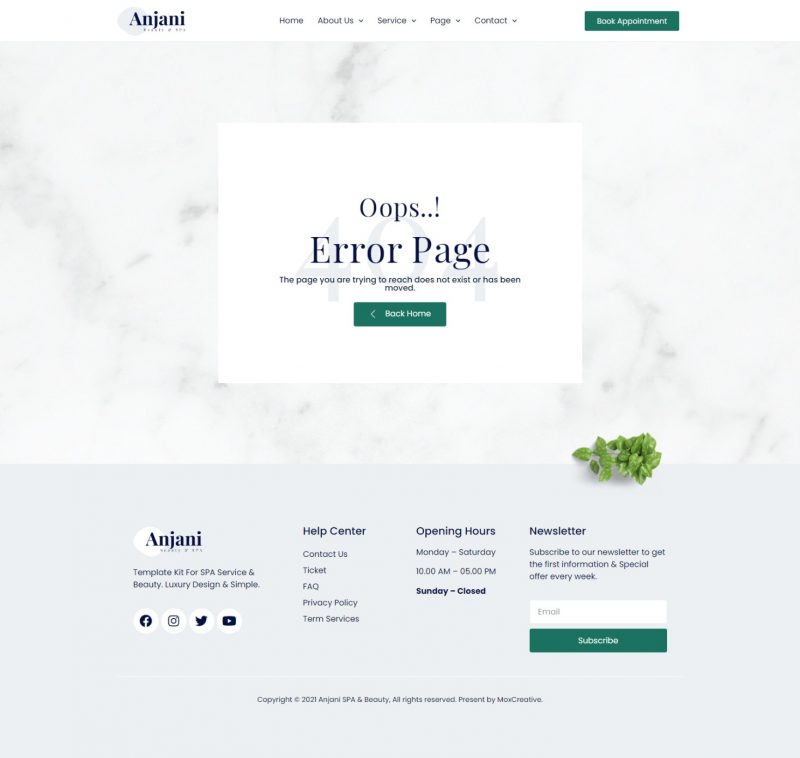 Anjani
Beauty & SPA
Home
About Us
Service
Page
Contact
Book Appointment
404
Oops..!
Error Page
The page you are trying to reach does not exist or has been
moved.
Back Home
Anjani
Beauty & SPA
Template Kit For SPA Service &
Beauty. Luxury Design & Simple.
Help Center
Contact Us
Ticket
FAQ
Privacy Policy
Term Services
Opening Hours
Monday – Saturday
10.00 AM – 05.00 PM
Sunday – Closed
Newsletter
Subscribe to our newsletter to get
the first information & Special
offer every week.
Email
Subscribe
Copyright © 2021 Anjani SPA & Beauty, All rights reserved. Present by MoxCreative.